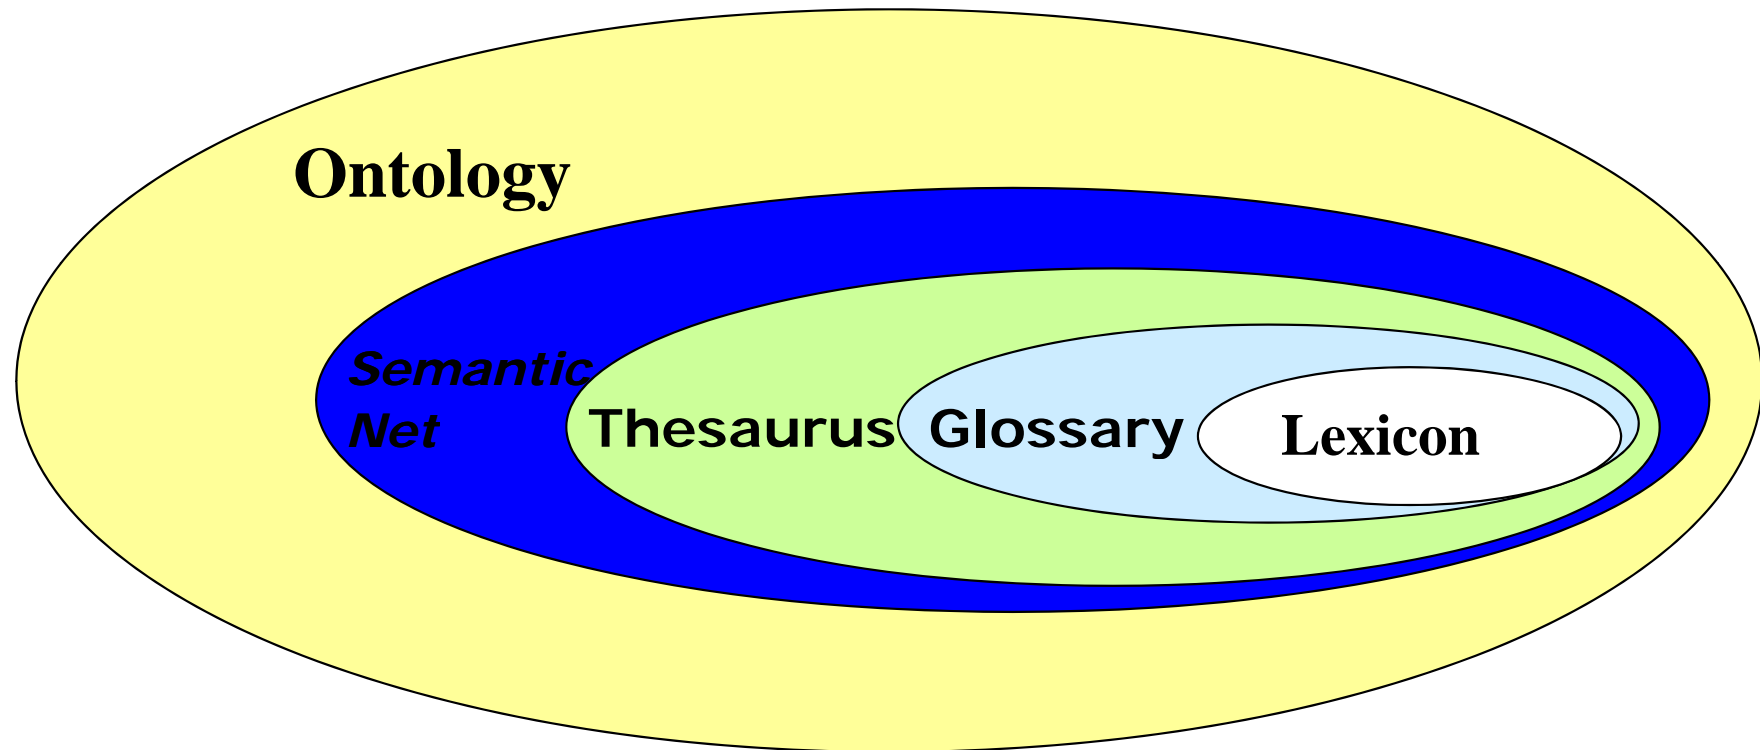 Ontology
Semantic
Net
Thesaurus
Glossary
Lexicon